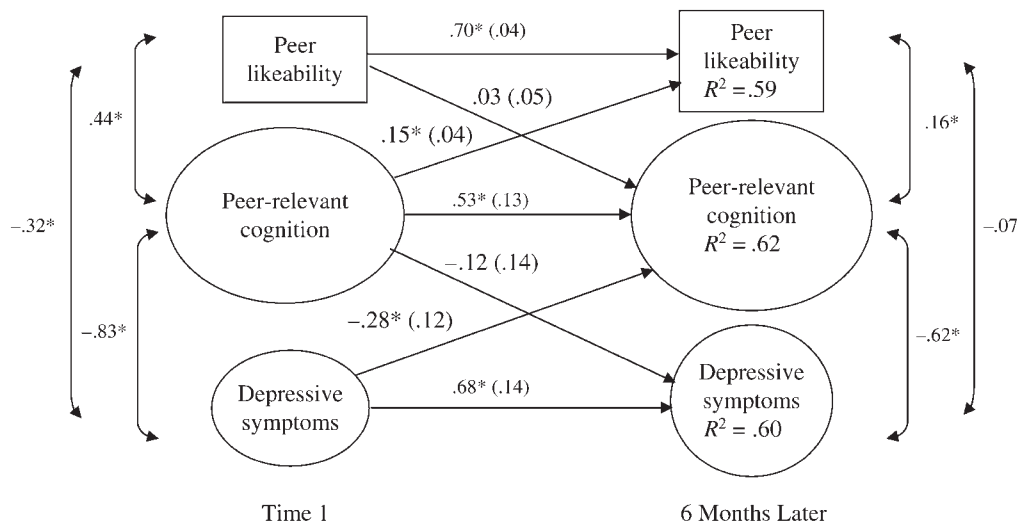 Peer
likeability
.70* (.04)
Peer
likeability
R² = .59
.03 (.05)
.15* (.04)
.44*
.16*
Peer-relevant
cognition
.53* (.13)
Peer-relevant
cognition
R² = .62
–.32*
–.07
–.12 (.14)
–.28* (.12)
–.83*
–.62*
Depressive
symptoms
.68* (.14)
Depressive
symptoms
R² = .60
Time 1
6 Months Later